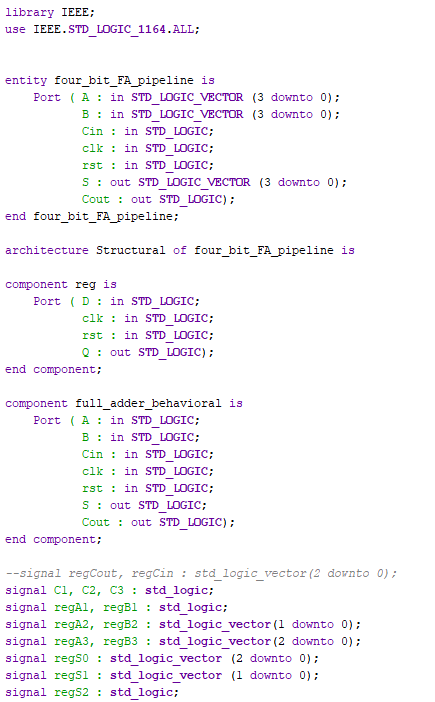 library IEEE;
use IEEE.STD_LOGIC_1164.ALL;
entity four_bit_FA_pipeline is
Port ( A : in STD_LOGIC_VECTOR (3 downto 0);
B : in STD_LOGIC_VECTOR (3 downto 0);
Cin : in STD_LOGIC;
clk : in STD_LOGIC;
rst : in STD_LOGIC;
S : out STD_LOGIC_VECTOR (3 downto 0);
Cout : out STD_LOGIC);
end four_bit_FA_pipeline;
architecture Structural of four_bit_FA_pipeline is
component reg is
Port ( D : in STD_LOGIC;
clk : in STD_LOGIC;
rst : in STD_LOGIC;
Q : out STD_LOGIC);
end component;
component full_adder_behavioral is
Port ( A : in STD_LOGIC;
B : in STD_LOGIC;
Cin : in STD_LOGIC;
clk : in STD_LOGIC;
rst : in STD_LOGIC;
S : out STD_LOGIC;
Cout : out STD_LOGIC);
end component;
--signal regCout, regCin : std_logic_vector(2 downto 0);
signal C1, C2, C3 : std_logic;
signal regA1, regB1 : std_logic;
signal regA2, regB2 : std_logic_vector(1 downto 0);
signal regA3, regB3 : std_logic_vector(2 downto 0);
signal regS0 : std_logic_vector (2 downto 0);
signal regS1 : std_logic_vector (1 downto 0);
signal regS2 : std_logic;